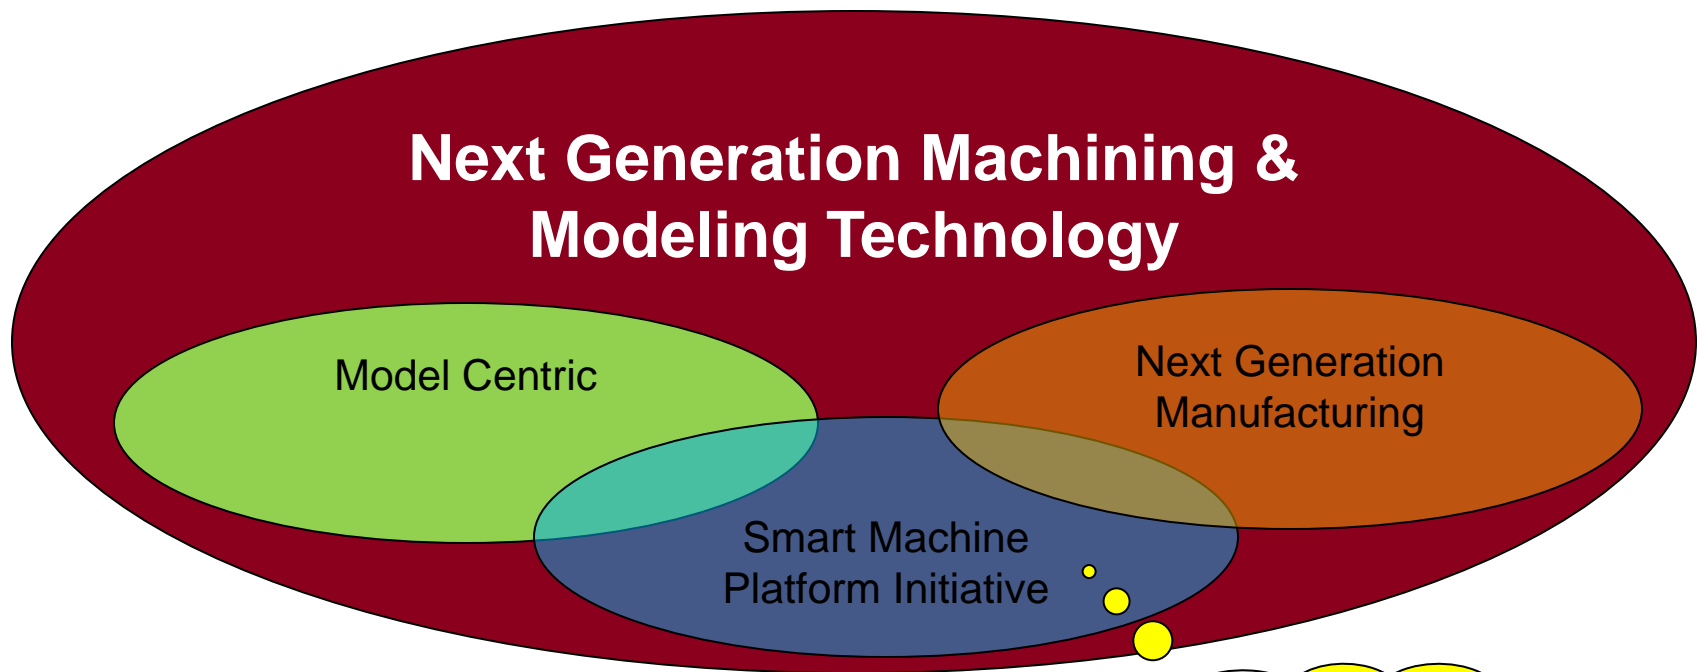 Next Generation Machining &
Modeling Technology
Model Centric
Next Generation
Manufacturing
Smart Machine
Platform Initiative